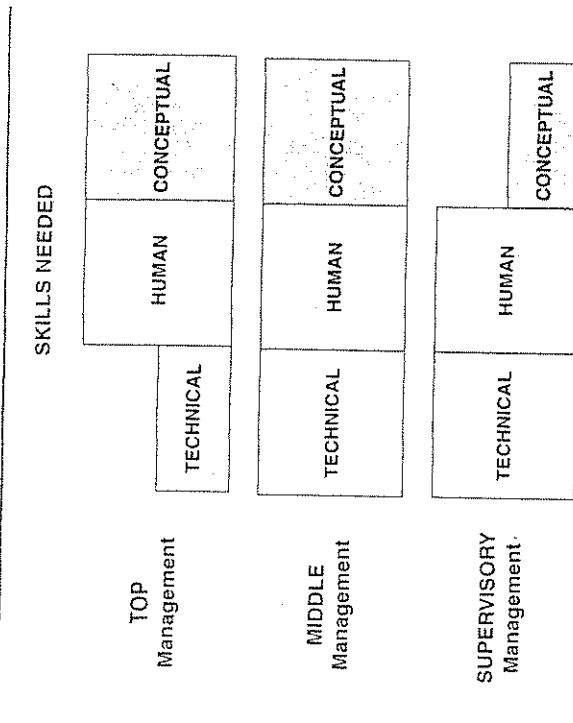 SKILLS NEEDED
TOP
Management
TECHNICAL
HUMAN
CONCEPTUAL
MIDDLE
Management
TECHNICAL
HUMAN
CONCEPTUAL
SUPERVISORY
Management
TECHNICAL
HUMAN
CONCEPTUAL